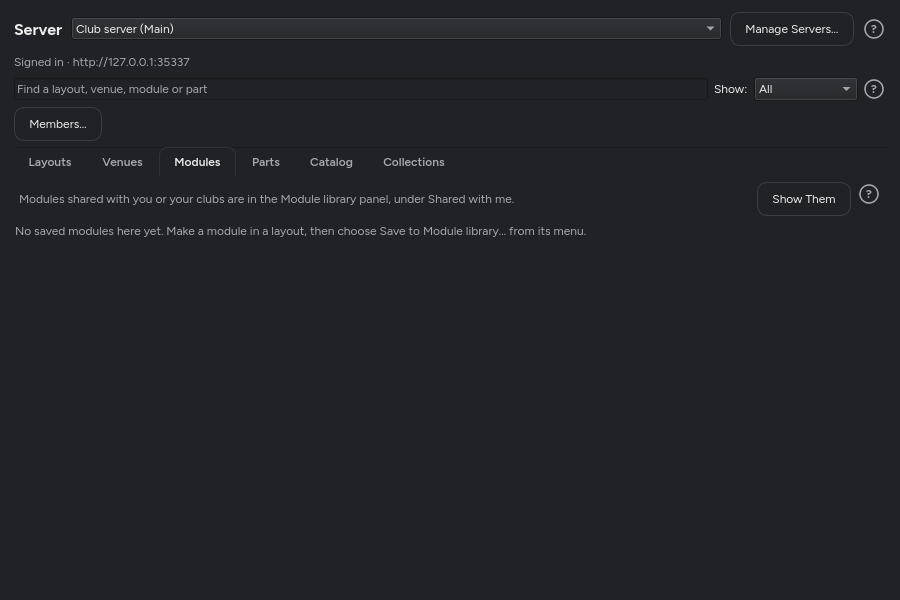 Server Club server (Main) Manage Servers... ?
Signed in · http://127.0.0.1:35337
Find a layout, venue, module or part Show: All ?
Members...
Layouts Venues Modules Parts Catalog Collections
Modules shared with you or your clubs are in the Module library panel, under Shared with me. Show Them ?
No saved modules here yet. Make a module in a layout, then choose Save to Module library... from its menu.